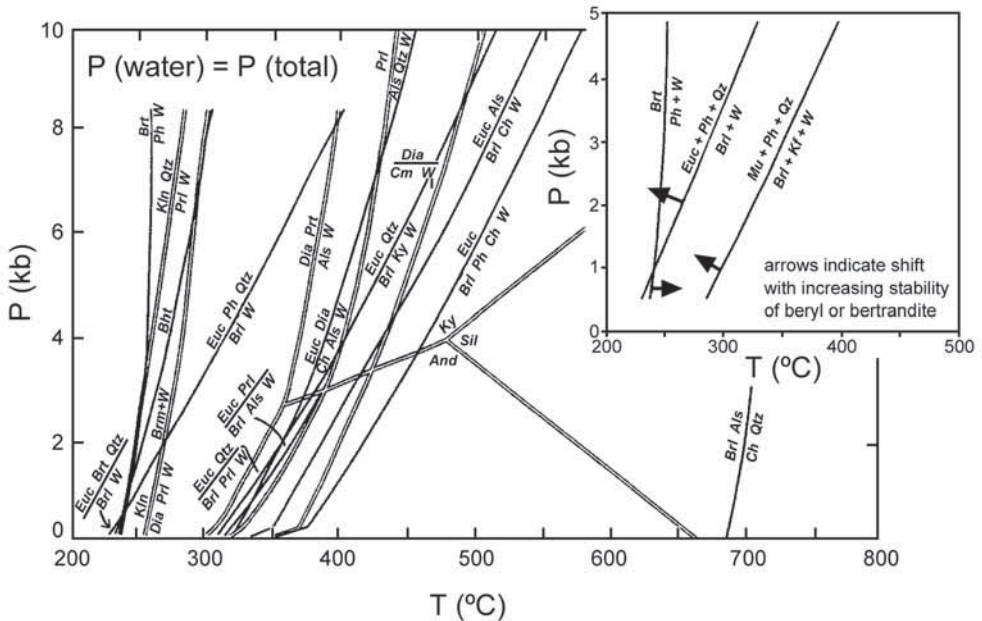 P (water) = P (total)
P (kb)
10
8
6
4
2
0
200
300
400
500
600
700
800
T (ºC)
Brt
Ph W
Kln Qtz
Prl W
Bht
Brm+W
Euc Brt Qtz
Brl W
Kln
Dia Prl W
Euc Ph Qtz
Brl W
Euc Prl
Brl Als W
Euc Qtz
Brl Prl W
Dia Prt
Als W
Euc Dia
Ch Als W
Prl
Als Qtz W
Dia
Cm W
Euc Qtz
Brl Ky W
Euc Als
Brl Ch W
Euc
Brl Ph Ch W
Ky
Sil
And
Brl Als
Ch Qtz
P (kb)
5
4
3
2
1
0
200
300
400
500
T (ºC)
Brt
Ph + W
Euc + Ph + Qz
Brl + W
Mu + Ph + Qz
Brl + Kf + W
arrows indicate shift
with increasing stability
of beryl or bertrandite